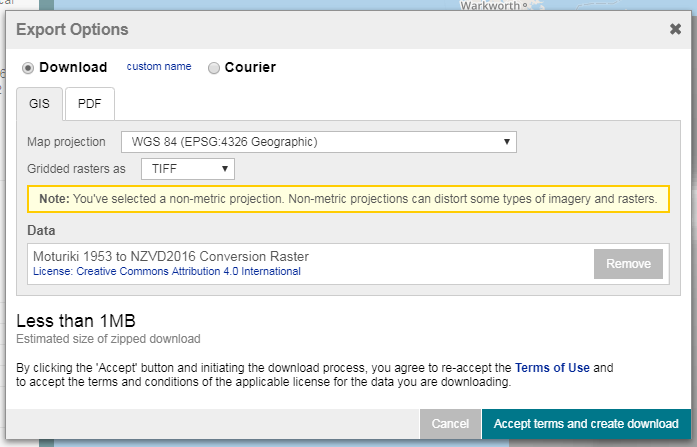 Warkworth
Export Options
Download custom name Courier
GIS PDF
Map projection WGS 84 (EPSG:4326 Geographic)
Gridded rasters as TIFF
Note: You've selected a non-metric projection. Non-metric projections can distort some types of imagery and rasters.
Data
Moturiki 1953 to NZVD2016 Conversion Raster
License: Creative Commons Attribution 4.0 International
Remove
Less than 1MB
Estimated size of zipped download
By clicking the 'Accept' button and initiating the download process, you agree to re-accept the Terms of Use and
to accept the terms and conditions of the applicable license for the data you are downloading.
Cancel Accept terms and create download